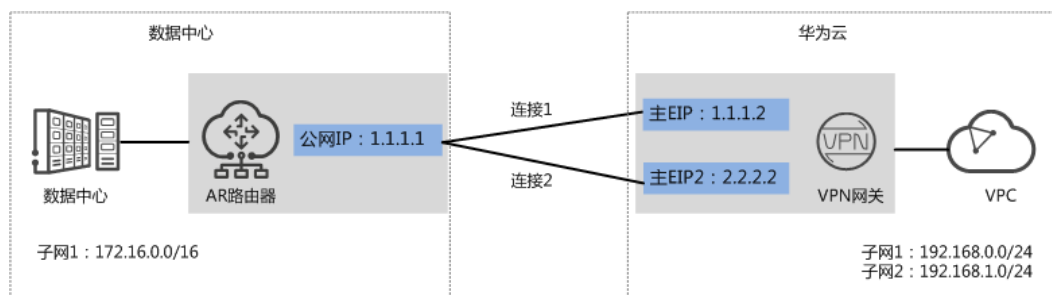 数据中心
华为云
连接1
主EIP：1.1.1.2
公网IP：1.1.1.1
VPN
连接2
主EIP2：2.2.2.2
数据中心
AR路由器
VPN网关
VPC
子网1：172.16.0.0/16
子网1：192.168.0.0/24
子网2：192.168.1.0/24